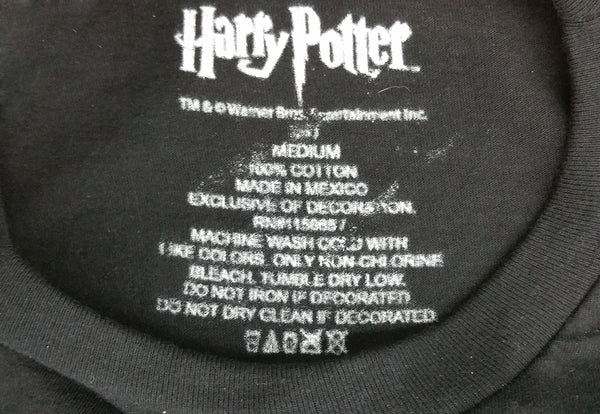 Harry Potter
TM & © Warner Bros. Entertainment Inc.
MEDIUM
100% COTTON
MADE IN MEXICO
EXCLUSIVE OF DECORATION.
MACHINE WASH COLD WITH
LIKE COLORS. ONLY NON-CHLORINE
BLEACH. TUMBLE DRY LOW.
DO NOT IRON IF DECORATED
DO NOT DRY CLEAN IF DECORATED